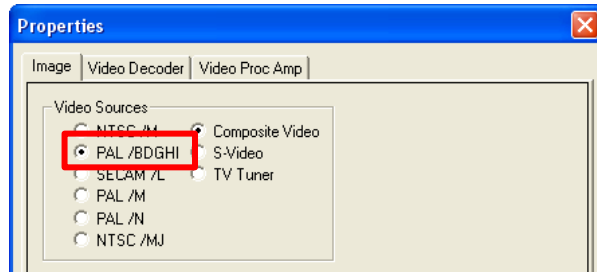 Properties
Image Video Decoder Video Proc Amp
Video Sources
NTSC /M Composite Video
PAL /BDGHI S-Video
SECAM /L TV Tuner
PAL /M
PAL /N
NTSC /MJ